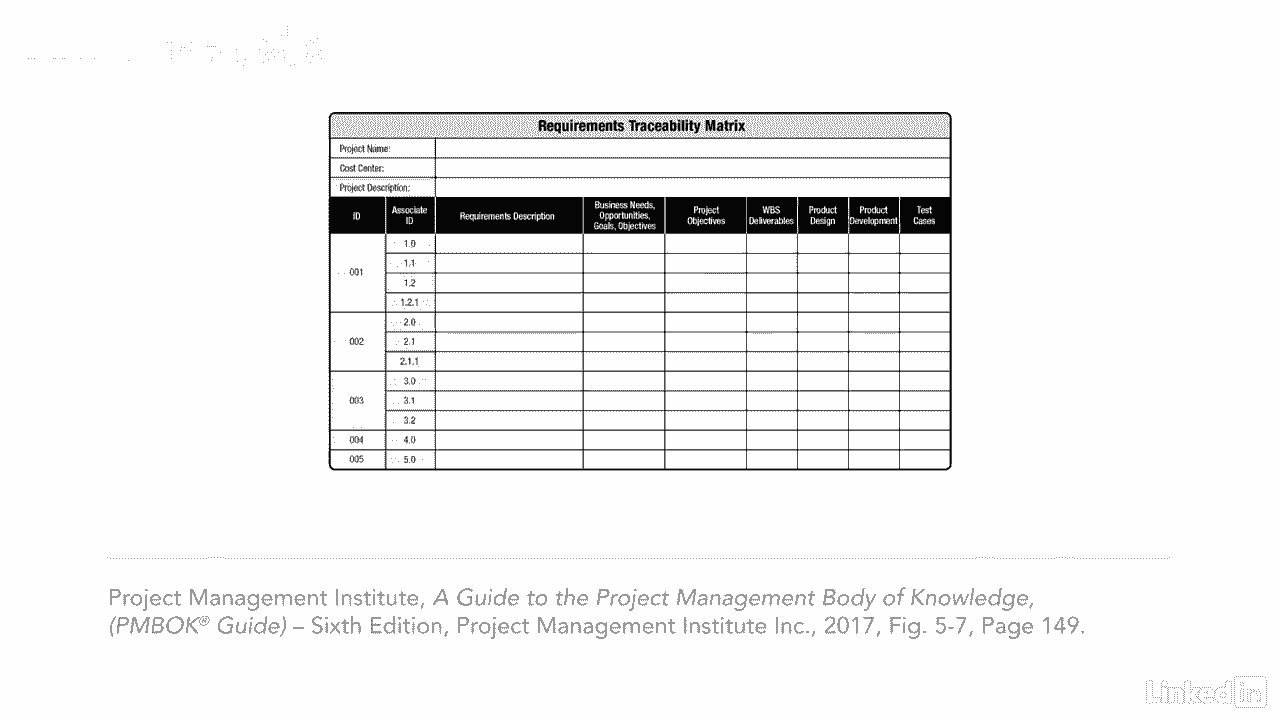 Requirements Traceability Matrix
Project Name:
Cost Center:
Project Description:
ID Associate ID Requirements Description Business Needs, Opportunities, Goals, Objectives Project Objectives WBS Deliverables Product Design Product Development Test Cases
001 1.0
1.1
1.2
1.2.1
002 2.0
2.1
2.1.1
003 3.0
3.1
3.2
004 4.0
005 5.0
Project Management Institute, A Guide to the Project Management Body of Knowledge,
(PMBOK® Guide) – Sixth Edition, Project Management Institute Inc., 2017, Fig. 5-7, Page 149.
Linked in